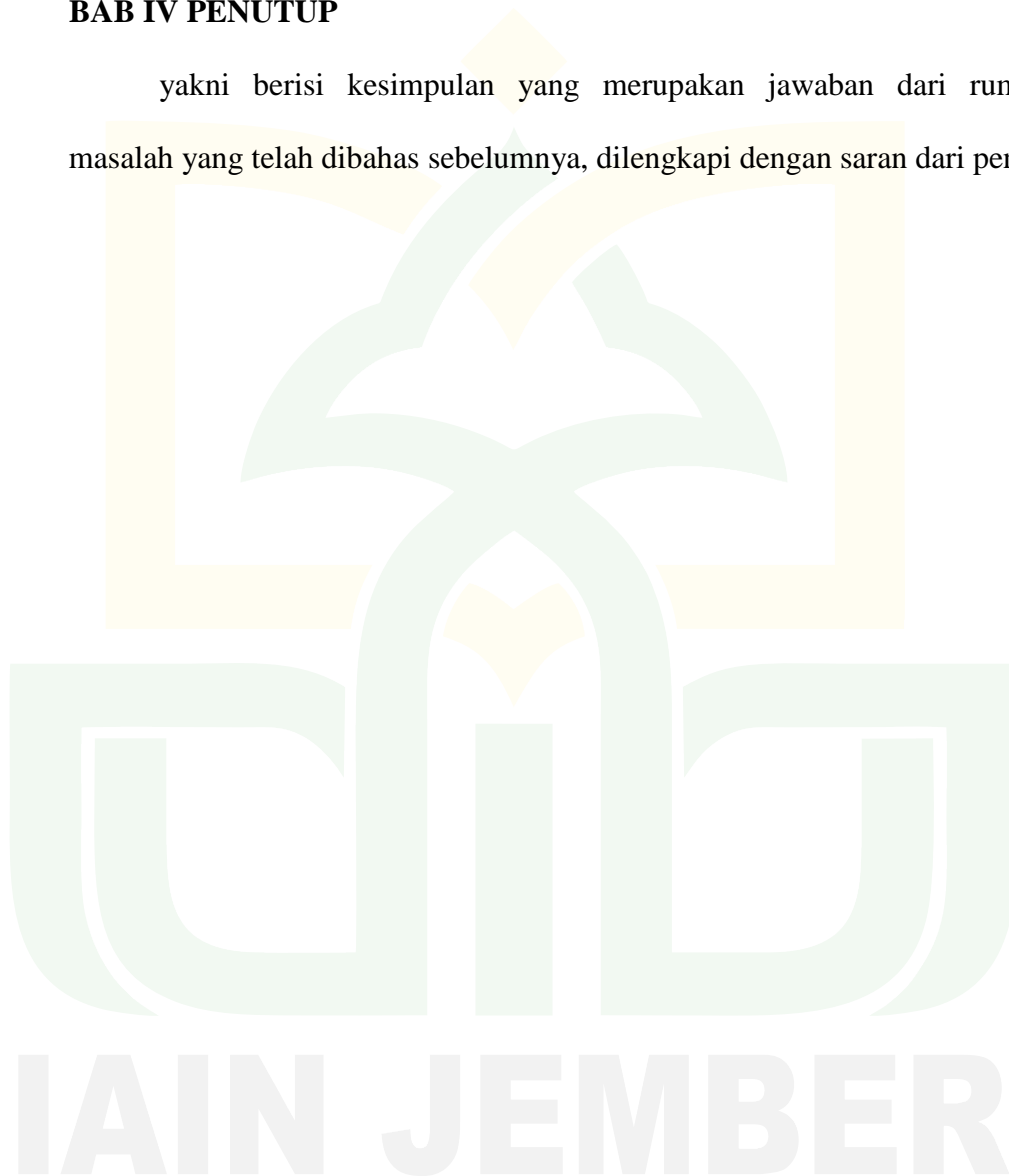 BAB IV PENUTUP
yakni berisi kesimpulan yang merupakan jawaban dari
masalah yang telah dibahas sebelumnya, dilengkapi dengan saran dari
IAIN JEMBER